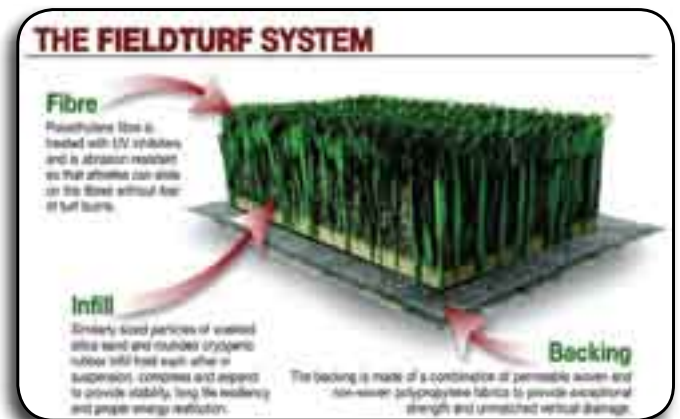 THE FIELDTURF SYSTEM
Fibre
Polyethylene fibre is
treated with UV inhibitors
and is abrasion resistant
so that athletes can slide
on the fibres without fear
of turf burns.
Infill
Similarly sized particles of washed
silica sand and rounded cryogenic
rubber infill hold each other in
suspension, compress and expand
to provide stability, long life resiliency
and proper energy restitution.
Backing
The backing is made of a combination of permeable woven and
non-woven polypropylene fabrics to provide exceptional
strength and unmatched vertical drainage.